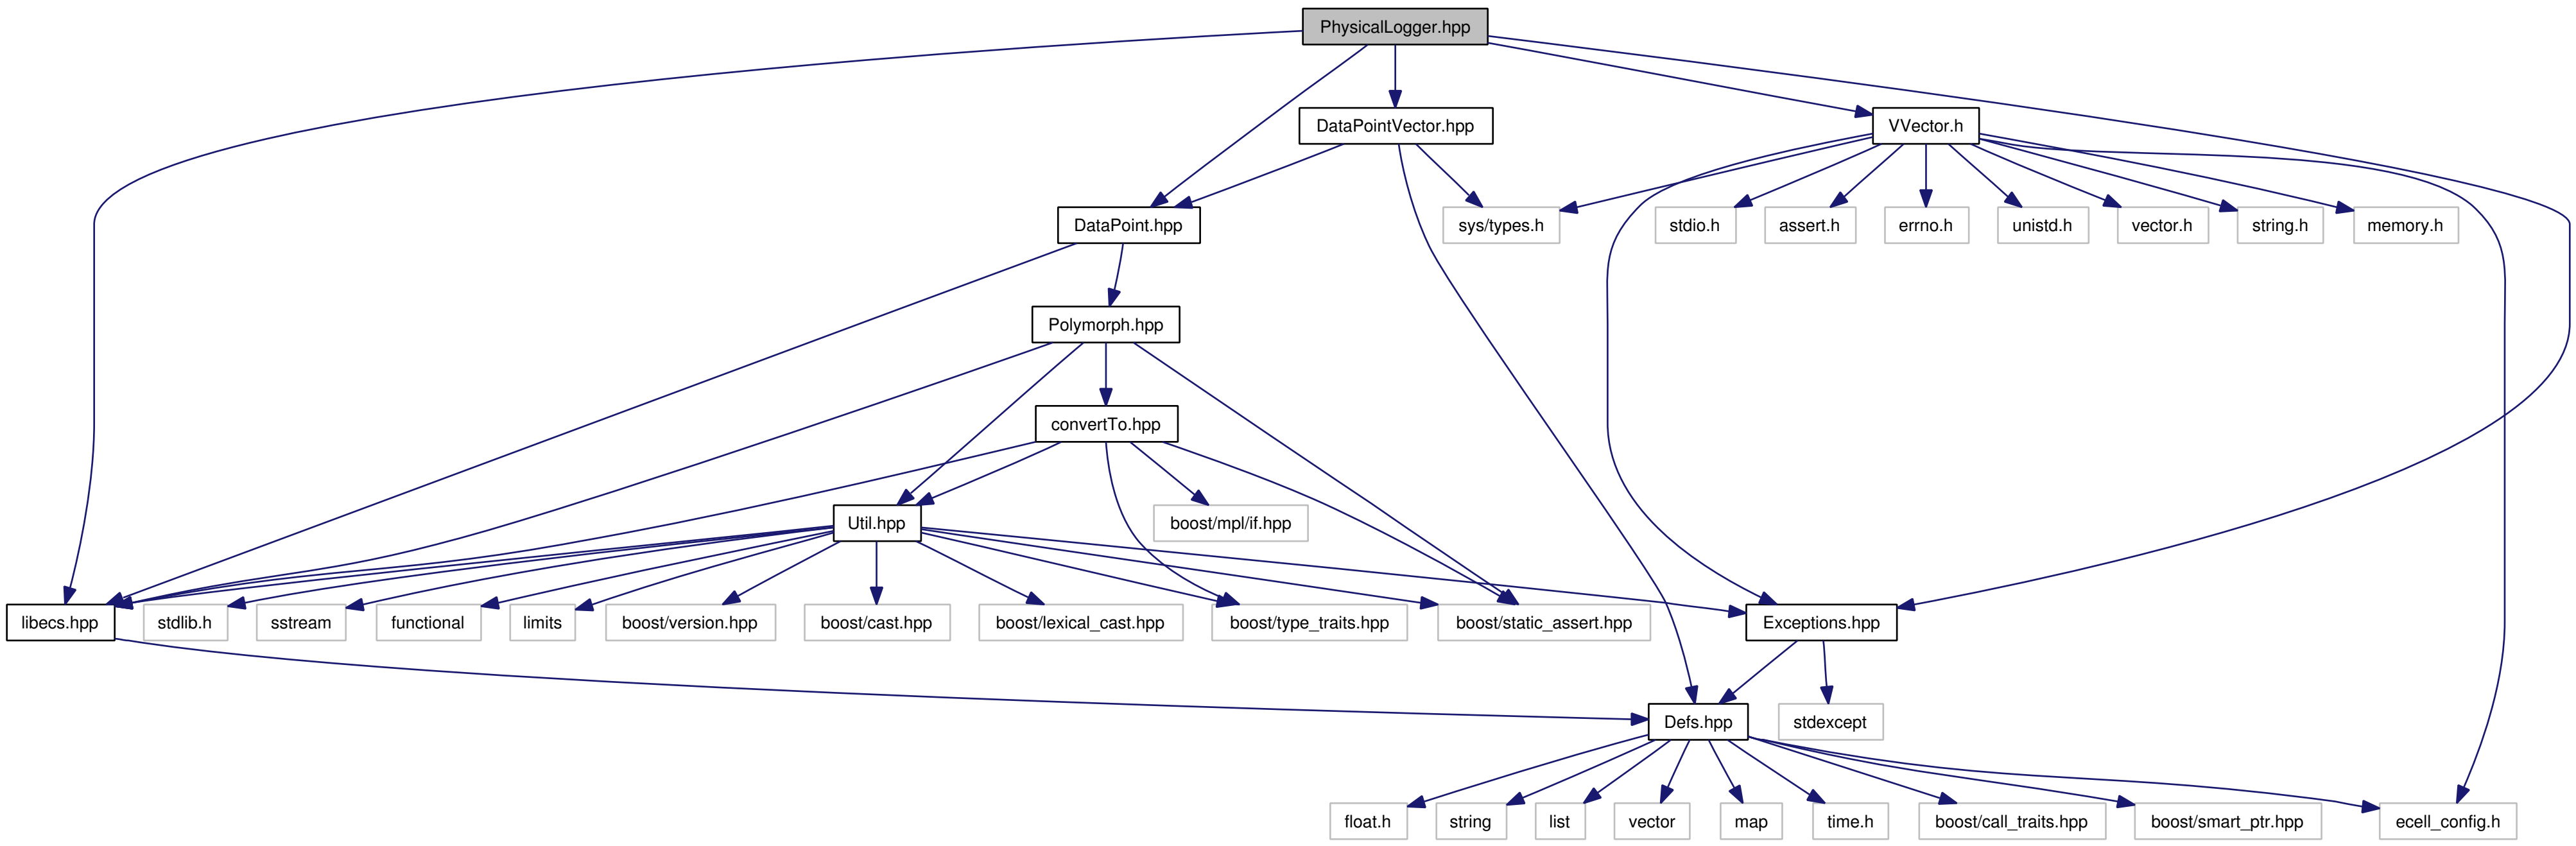 PhysicalLogger.hpp
DataPointVector.hpp
VVector.h
DataPoint.hpp
sys/types.h
stdio.h
assert.h
errno.h
unistd.h
vector.h
string.h
memory.h
Polymorph.hpp
convertTo.hpp
Util.hpp
boost/mpl/if.hpp
libecs.hpp
stdlib.h
sstream
functional
limits
boost/version.hpp
boost/cast.hpp
boost/lexical_cast.hpp
boost/type_traits.hpp
boost/static_assert.hpp
Exceptions.hpp
Defs.hpp
stdexcept
float.h
string
list
vector
map
time.h
boost/call_traits.hpp
boost/smart_ptr.hpp
ecell_config.h